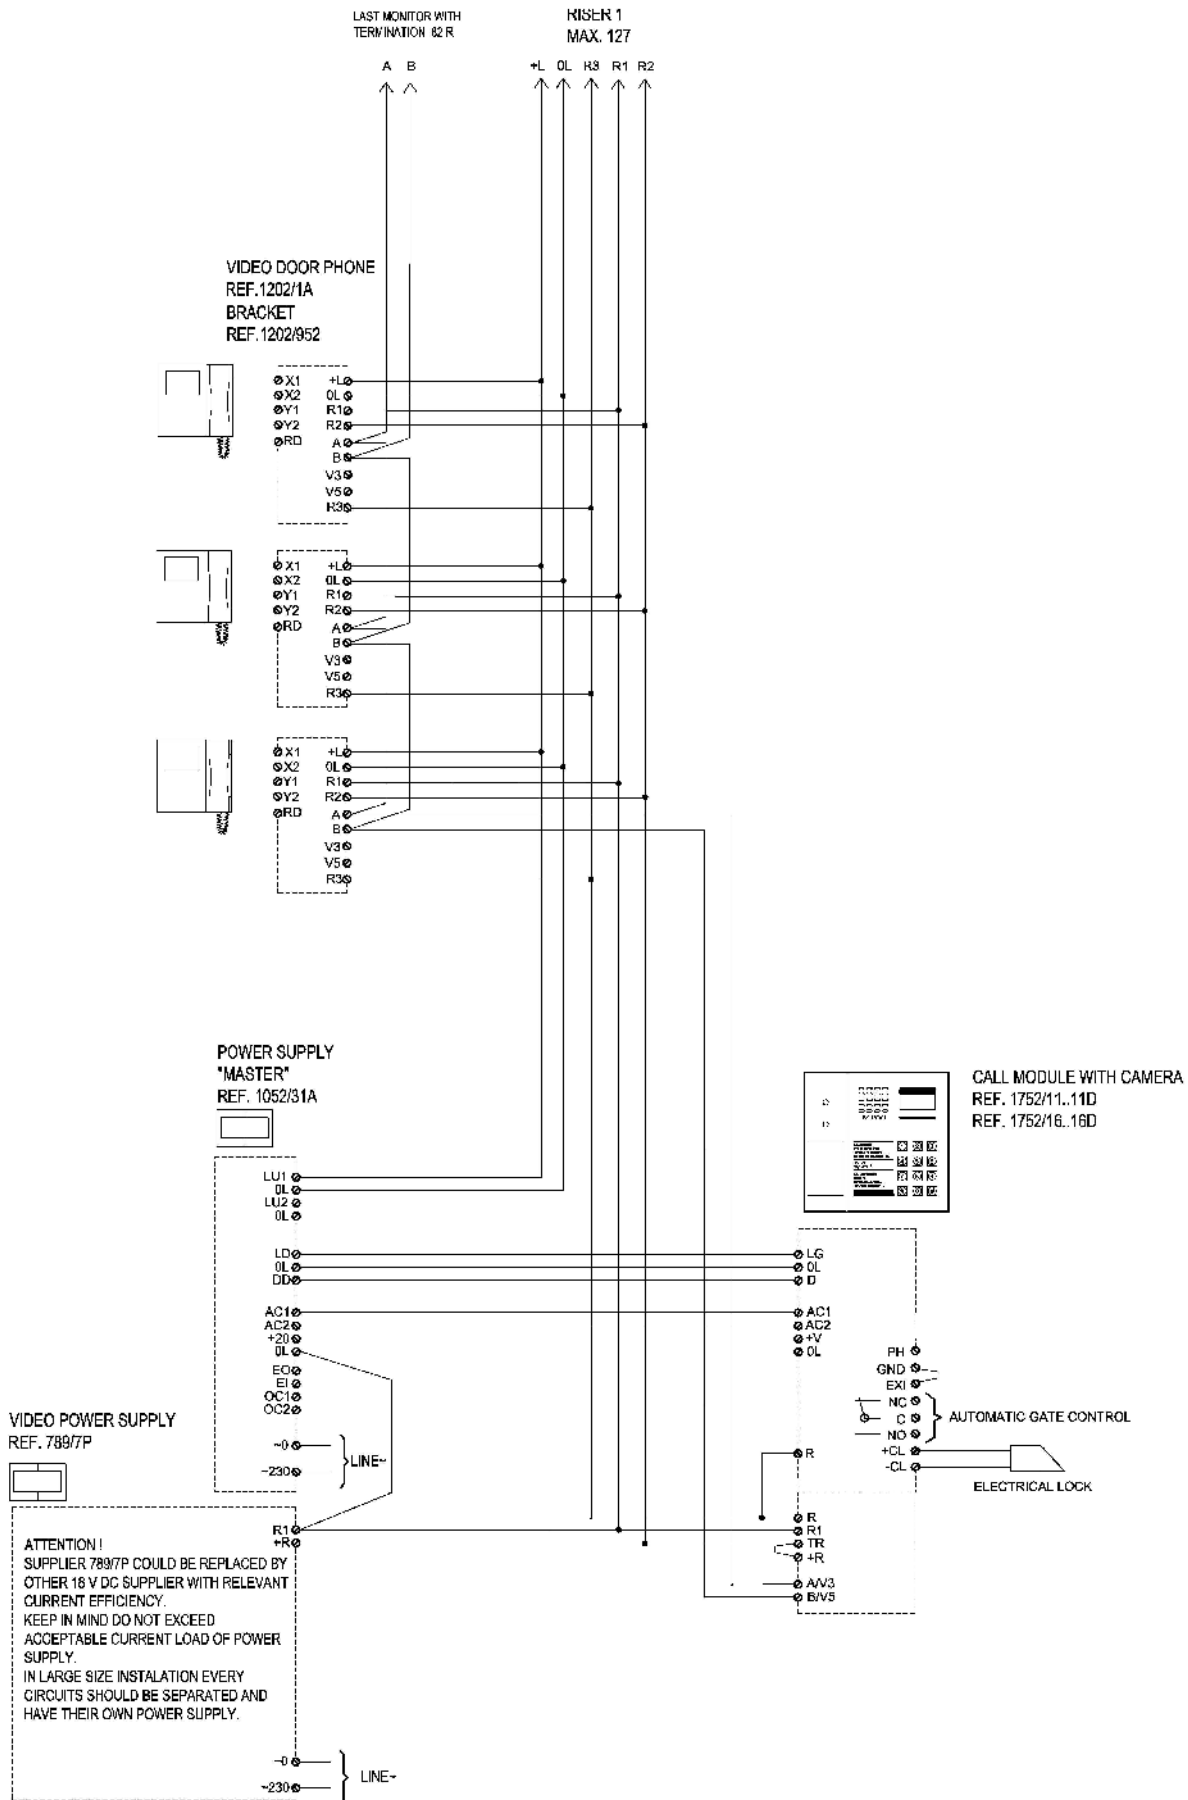 LAST MONITOR WITH
TERMINATION 82 R
RISER 1
MAX. 127
A B
+L 0L R3 R1 R2
VIDEO DOOR PHONE
REF.1202/1A
BRACKET
REF.1202/952
X1 +L
X2 0L
Y1 R1
Y2 R2
RD A
B
V3
V5
R3
X1 +L
X2 0L
Y1 R1
Y2 R2
RD A
B
V3
V5
R3
X1 +L
X2 0L
Y1 R1
Y2 R2
RD A
B
V3
V5
R3
POWER SUPPLY
"MASTER"
REF. 1052/31A
LU1
0L
LU2
0L
LD
0L
DD
AC1
AC2
+20
0L
EO
EI
OC1
OC2
~0
~230
LINE~
CALL MODULE WITH CAMERA
REF. 1752/11..11D
REF. 1752/16..16D
LG
0L
D
AC1
AC2
+V
0L
PH
GND
EXI
NC
C
NO
+CL
-CL
AUTOMATIC GATE CONTROL
ELECTRICAL LOCK
R
R
R1
TR
+R
A/V3
B/V5
VIDEO POWER SUPPLY
REF. 789/7P
R1
+R
ATTENTION !
SUPPLIER 789/7P COULD BE REPLACED BY
OTHER 18 V DC SUPPLIER WITH RELEVANT
CURRENT EFFICIENCY.
KEEP IN MIND DO NOT EXCEED
ACCEPTABLE CURRENT LOAD OF POWER
SUPPLY.
IN LARGE SIZE INSTALATION EVERY
CIRCUITS SHOULD BE SEPARATED AND
HAVE THEIR OWN POWER SUPPLY.
~0
~230
LINE~